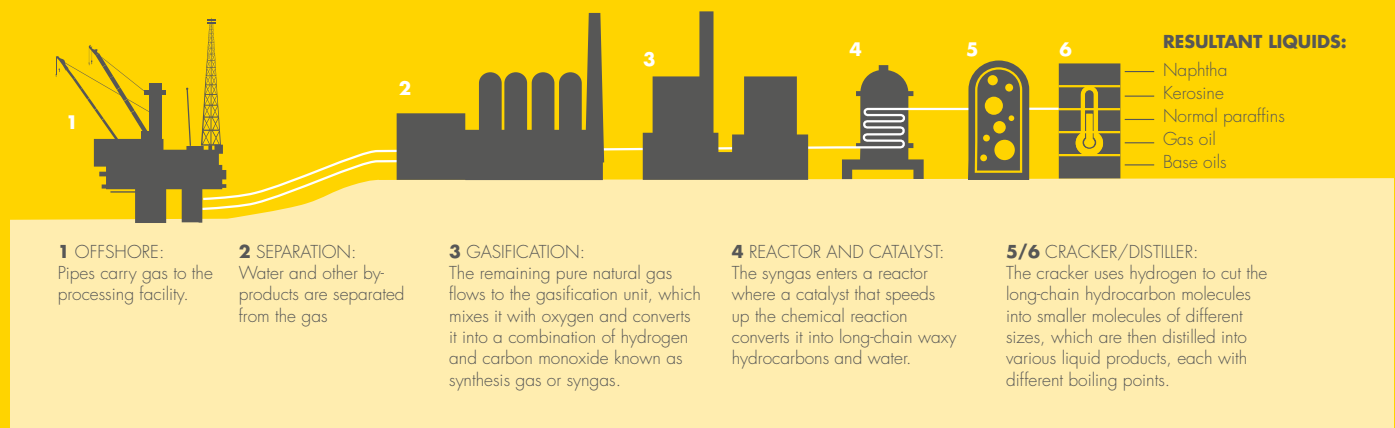 1
2
3
4
5
6
RESULTANT LIQUIDS:
Naphtha
Kerosine
Normal paraffins
Gas oil
Base oils
1 OFFSHORE:
Pipes carry gas to the
processing facility.
2 SEPARATION:
Water and other by-
products are separated
from the gas
3 GASIFICATION:
The remaining pure natural gas
flows to the gasification unit, which
mixes it with oxygen and converts
it into a combination of hydrogen
and carbon monoxide known as
synthesis gas or syngas.
4 REACTOR AND CATALYST:
The syngas enters a reactor
where a catalyst that speeds
up the chemical reaction
converts it into long-chain waxy
hydrocarbons and water.
5/6 CRACKER/DISTILLER:
The cracker uses hydrogen to cut the
long-chain hydrocarbon molecules
into smaller molecules of different
sizes, which are then distilled into
various liquid products, each with
different boiling points.